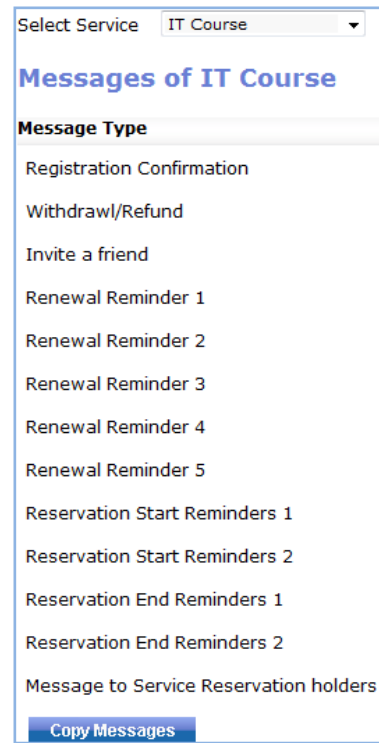 Select Service IT Course
Messages of IT Course
Message Type
Registration Confirmation
Withdrawl/Refund
Invite a friend
Renewal Reminder 1
Renewal Reminder 2
Renewal Reminder 3
Renewal Reminder 4
Renewal Reminder 5
Reservation Start Reminders 1
Reservation Start Reminders 2
Reservation End Reminders 1
Reservation End Reminders 2
Message to Service Reservation holders
Copy Messages